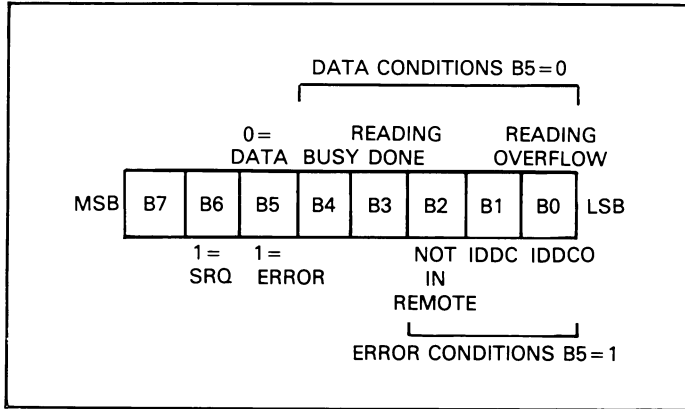 DATA CONDITIONS B5=0
0= READING READING
DATA BUSY DONE OVERFLOW
MSB B7 B6 B5 B4 B3 B2 B1 B0 LSB
1= 1= NOT IDDC IDDCO
SRQ ERROR IN
REMOTE
ERROR CONDITIONS B5=1